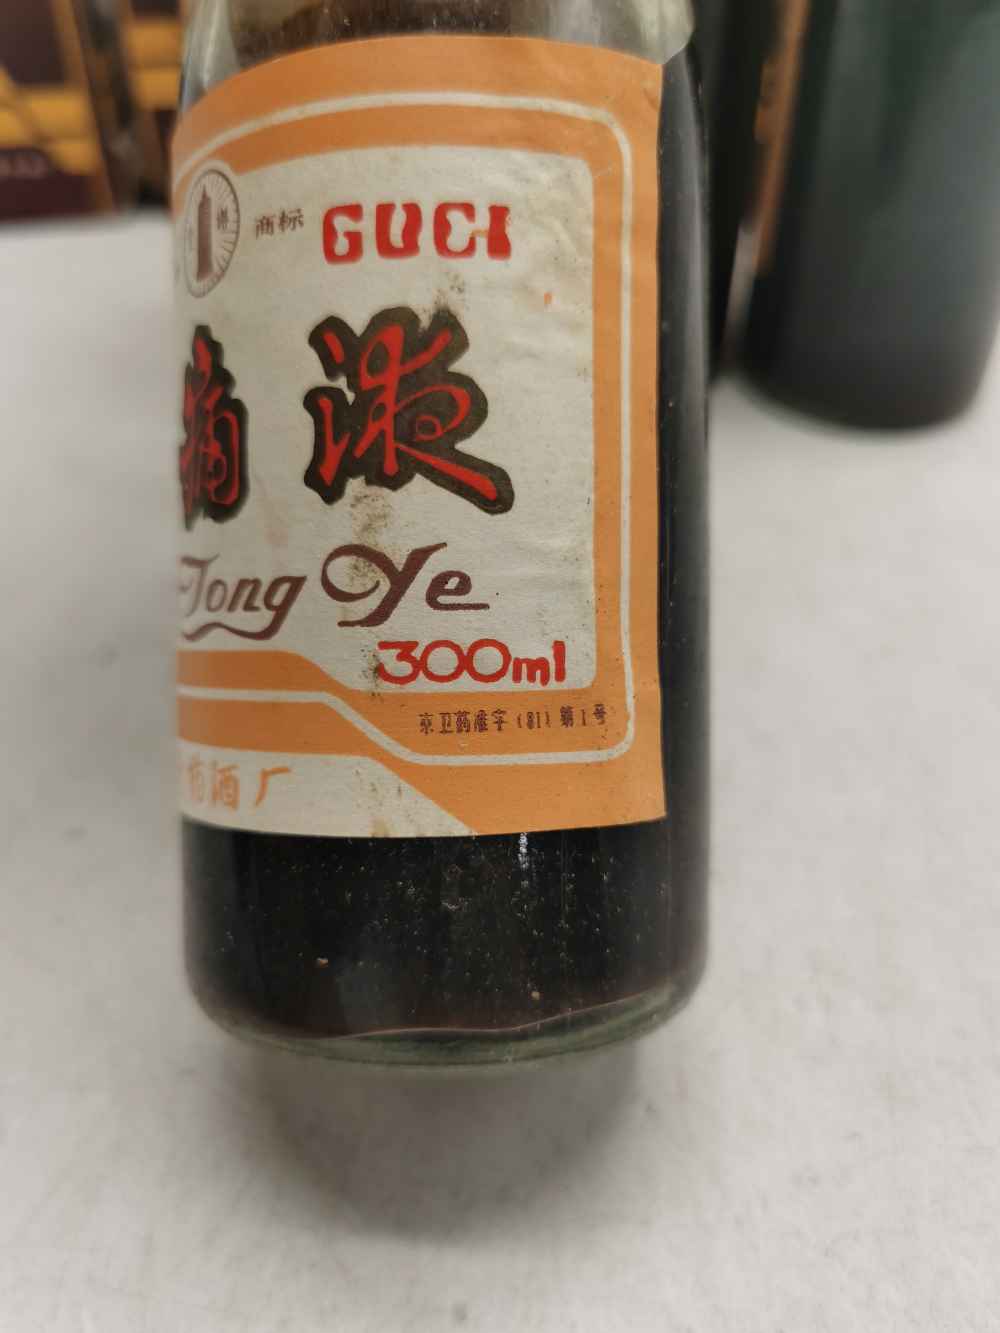 商标 GUCI
痛液
Tong Ye
300ml
京卫药准字(81)第1号
药酒厂